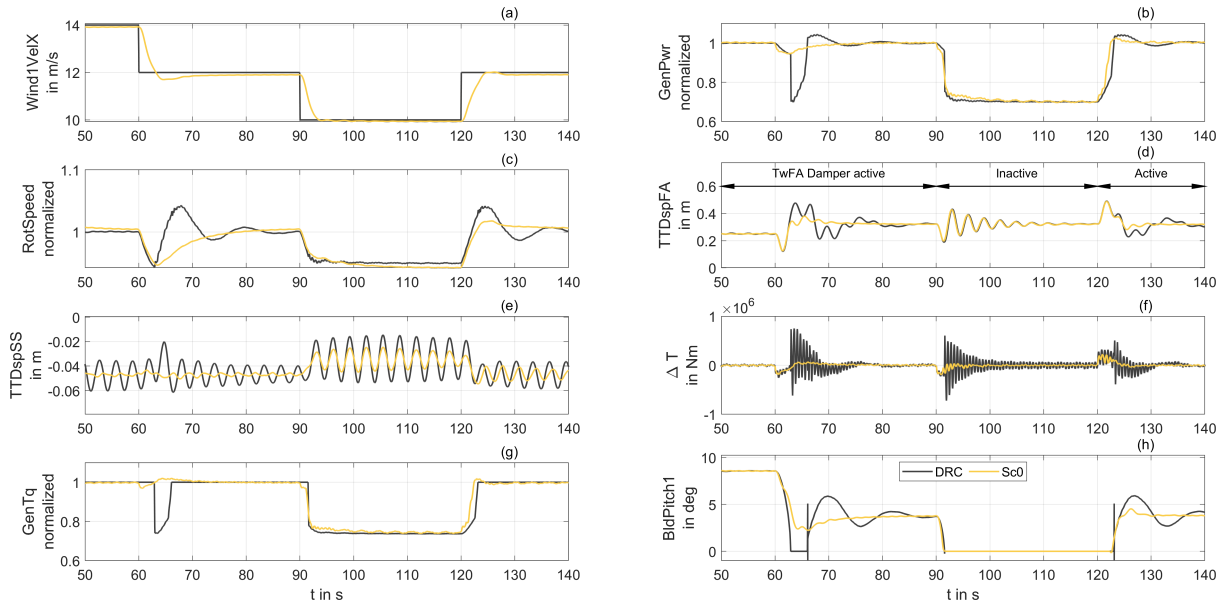 (a)
14
12
10
Wind1VelX
in m/s
50 60 70 80 90 100 110 120 130 140
(b)
1
0.8
0.6
GenPwr
normalized
50 60 70 80 90 100 110 120 130 140
(c)
1.1
1
RotSpeed
normalized
50 60 70 80 90 100 110 120 130 140
(d)
TwFA Damper active Inactive Active
0.6
0.4
0.2
0
TTDspFA
in m
50 60 70 80 90 100 110 120 130 140
(e)
0
-0.02
-0.04
-0.06
TTDspSS
in m
50 60 70 80 90 100 110 120 130 140
(f)
×10⁶
1
0
-1
Δ T
in Nm
50 60 70 80 90 100 110 120 130 140
(g)
1
0.8
0.6
GenTq
normalized
50 60 70 80 90 100 110 120 130 140
t in s
(h)
DRC Sc0
10
5
0
BldPitch1
in deg
50 60 70 80 90 100 110 120 130 140
t in s